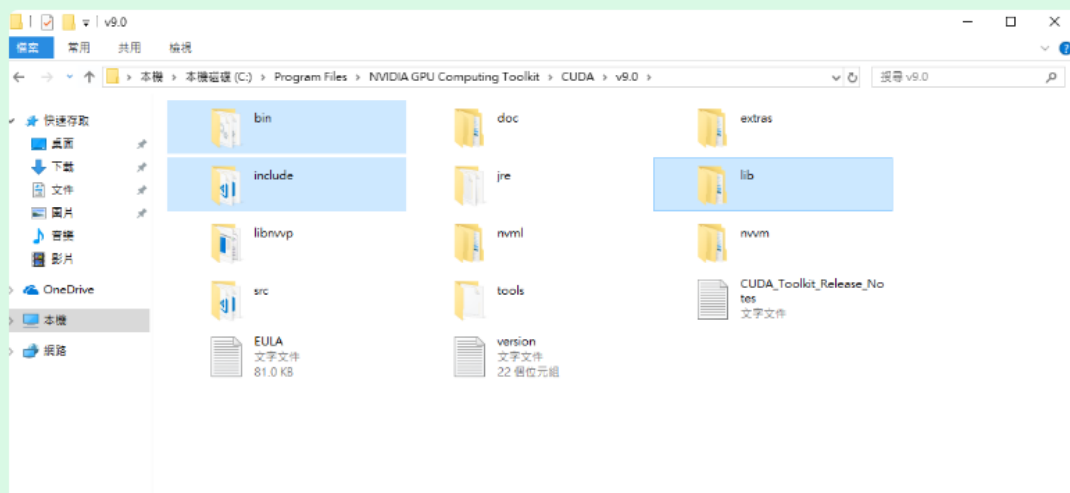 v9.0
檔案 常用 共用 檢視
本機 > 本機磁碟 (C:) > Program Files > NVIDIA GPU Computing Toolkit > CUDA > v9.0 >
搜尋 v9.0
快速存取
桌面
下載
文件
圖片
音樂
影片
OneDrive
本機
網路
bin
doc
extras
include
jre
lib
libnvvp
nvml
nvvm
src
tools
CUDA_Toolkit_Release_No
tes
文字文件
EULA
文字文件
81.0 KB
version
文字文件
22 個位元組